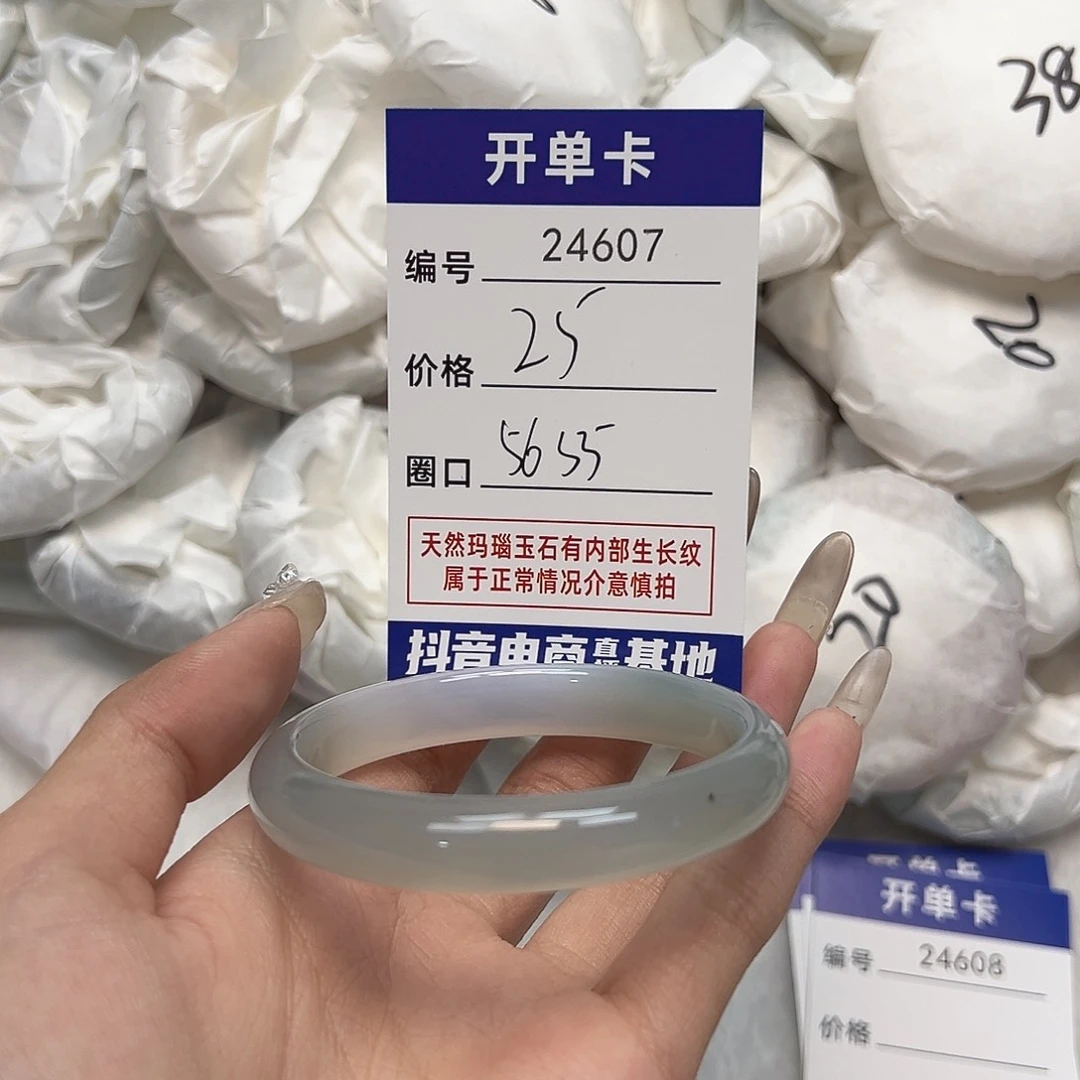 38
开单卡
编号 24607
价格 25
圈口 56 55
天然玛瑙玉石有内部生长纹
属于正常情况介意慎拍
抖音电商直播基地
20
开单卡
开单卡
编号 24608
价格